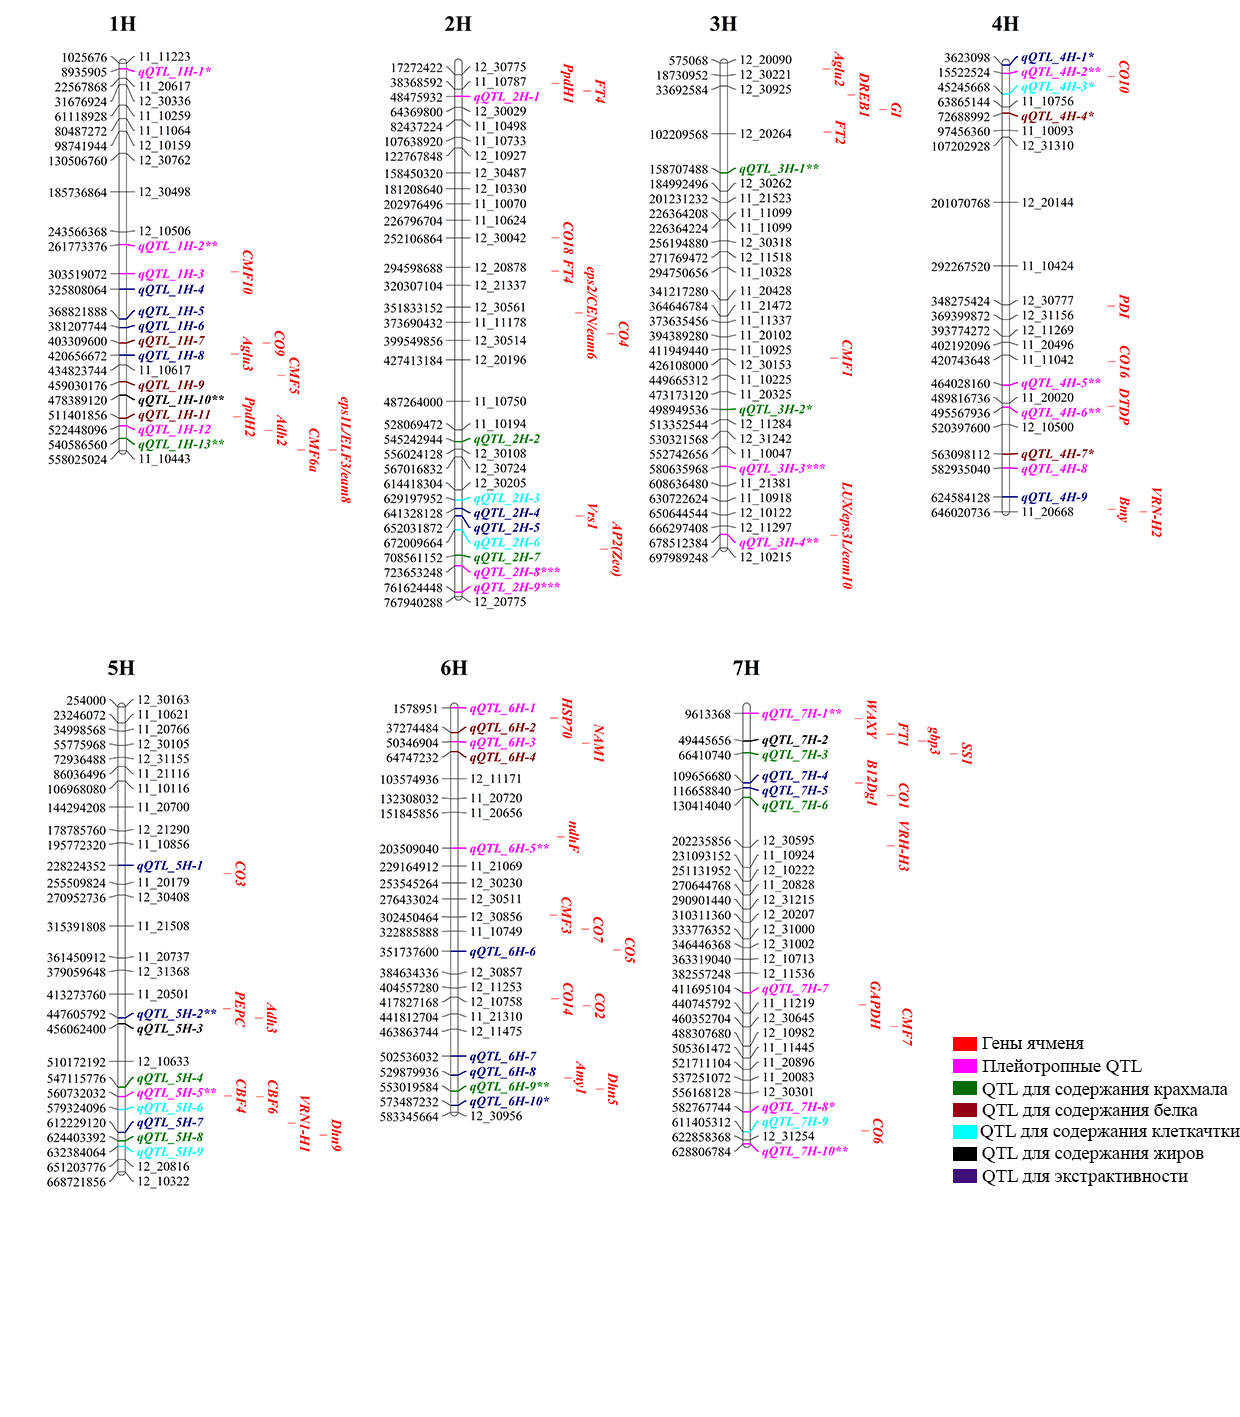 1H
1025676 11_11223
8935905 qQTL_1H-1*
22567868 11_20617
31676924 12_30336
61118928 11_10259
80487272 11_11064
98741944 12_10159
130506760 12_30762
185736864 12_30498
243566368 12_10506
261773376 qQTL_1H-2**
303519072 qQTL_1H-3
325808064 qQTL_1H-4
368821888 qQTL_1H-5
381207744 qQTL_1H-6
403309600 qQTL_1H-7
420656672 qQTL_1H-8
434823744 11_10617
459030176 qQTL_1H-9
478389120 qQTL_1H-10**
511401856 qQTL_1H-11
522448096 qQTL_1H-12
540586560 qQTL_1H-13**
558025024 11_10443
CMF10
Aglu3
CO9
CMF5
PpdH2
Adh2
CMF6a
eps1L/ELF3/eam8
2H
17272422 12_30775
38368592 11_10787
48475932 qQTL_2H-1
64369800 12_30029
82437224 11_10498
107638920 11_10733
122767848 12_10927
158450320 12_30487
181208640 12_10330
202976496 11_10070
226796704 11_10624
252106864 12_30042
294598688 12_20878
320307104 12_21337
351833152 12_30561
373690432 11_11178
399549856 12_30514
427413184 12_20196
487264000 11_10750
528069472 11_10194
545242944 qQTL_2H-2
556024128 12_30108
567016832 12_30724
614418304 12_30205
629197952 qQTL_2H-3
641328128 qQTL_2H-4
652031872 qQTL_2H-5
672009664 qQTL_2H-6
708561152 qQTL_2H-7
723653248 qQTL_2H-8***
761624448 qQTL_2H-9***
767940288 12_20775
PpdH1
FT4
CO18
FT4
eps2/CEN/eam6
CO4
Vrs1
AP2(Zeo)
3H
575068 12_20090
18730952 12_30221
33692584 12_30925
102209568 12_20264
158707488 qQTL_3H-1**
184992496 12_30262
201231232 11_21523
226364208 11_11099
226364224 11_11099
256194880 12_30318
271769472 12_11518
294750656 11_10328
341217280 11_20428
364646784 11_21472
373635456 11_11337
394389280 11_20102
411949440 11_10925
426108000 12_30153
449665312 11_10225
473173120 11_20325
498949536 qQTL_3H-2*
513352544 12_11284
530321568 12_31242
552742656 11_10047
580635968 qQTL_3H-3***
608636480 11_21381
630722624 11_10918
650644544 11_10122
666297408 12_11297
678512384 qQTL_3H-4**
697989248 12_10215
Aglu2
DREB1
GI
FT2
CMF1
LUX/eps3L/eam10
4H
3623098 qQTL_4H-1*
15522524 qQTL_4H-2**
45245668 qQTL_4H-3*
63865144 11_10756
72688992 qQTL_4H-4*
97456360 11_10093
107202928 12_31310
201070768 12_20144
292267520 11_10424
348275424 12_30777
369399872 12_31156
393774272 12_11269
402192096 11_20496
420743648 11_11042
464028160 qQTL_4H-5**
489816736 11_20020
495567936 qQTL_4H-6**
520397600 12_10500
563098112 qQTL_4H-7*
582935040 qQTL_4H-8
624584128 qQTL_4H-9
646020736 11_20668
CO10
PDI
CO16
DTDP
Bmy
VRN-H2
5H
254000 12_30163
23246072 11_10621
34998568 11_20766
55775968 12_30105
72936488 12_31155
86036496 11_21116
106968080 11_10116
144294208 11_20700
178785760 12_21290
195772320 11_10856
228224352 qQTL_5H-1
255509824 11_20179
270952736 12_30408
315391808 11_21508
361450912 11_20737
379059648 12_31368
413273760 11_20501
447605792 qQTL_5H-2**
456062400 qQTL_5H-3
510172192 12_10633
547115776 qQTL_5H-4
560732032 qQTL_5H-5**
579324096 qQTL_5H-6
612229120 qQTL_5H-7
624403392 qQTL_5H-8
632384064 qQTL_5H-9
651203776 12_20816
668721856 12_10322
CO3
PEPC
Adh3
CBF4
CBF6
VRN1-H1
Dhn9
6H
1578951 qQTL_6H-1
37274484 qQTL_6H-2
50346904 qQTL_6H-3
64747232 qQTL_6H-4
103574936 12_11171
132308032 11_20720
151845856 11_20656
203509040 qQTL_6H-5**
229164912 11_21069
253545264 12_30230
276433024 12_30511
302450464 12_30856
322885888 11_10749
351737600 qQTL_6H-6
384634336 12_30857
404557280 12_11253
417827168 12_10758
441812704 11_21310
463863744 12_11475
502536032 qQTL_6H-7
529879936 qQTL_6H-8
553019584 qQTL_6H-9**
573487232 qQTL_6H-10*
583345664 12_30956
HSP70
NAM1
ndhF
CMF3
CO7
CO5
CO14
CO2
Amy1
Dhn5
7H
9613368 qQTL_7H-1**
49445656 qQTL_7H-2
66410740 qQTL_7H-3
109656680 qQTL_7H-4
116658840 qQTL_7H-5
130414040 qQTL_7H-6
202235856 12_30595
231093152 11_10924
251131952 12_10222
270644768 11_20828
290901440 12_31215
310311360 12_20207
333776352 12_31000
346446368 12_31002
363319040 12_10713
382557248 12_11536
411695104 qQTL_7H-7
440745792 11_11219
460352704 12_30645
488307680 12_10982
505361472 11_11445
521711104 11_20896
537251072 11_20083
556168128 12_30301
582767744 qQTL_7H-8*
611405312 qQTL_7H-9
622858368 12_31254
628806784 qQTL_7H-10**
WAXY
FT1
gbp3
SS1
B12Dg1
CO1
VRH-H3
GAPDH
CMF7
CO6
Гены ячменя
Плейотропные QTL
QTL для содержания крахмала
QTL для содержания белка
QTL для содержания клеткачтки
QTL для содержания жиров
QTL для экстрактивности